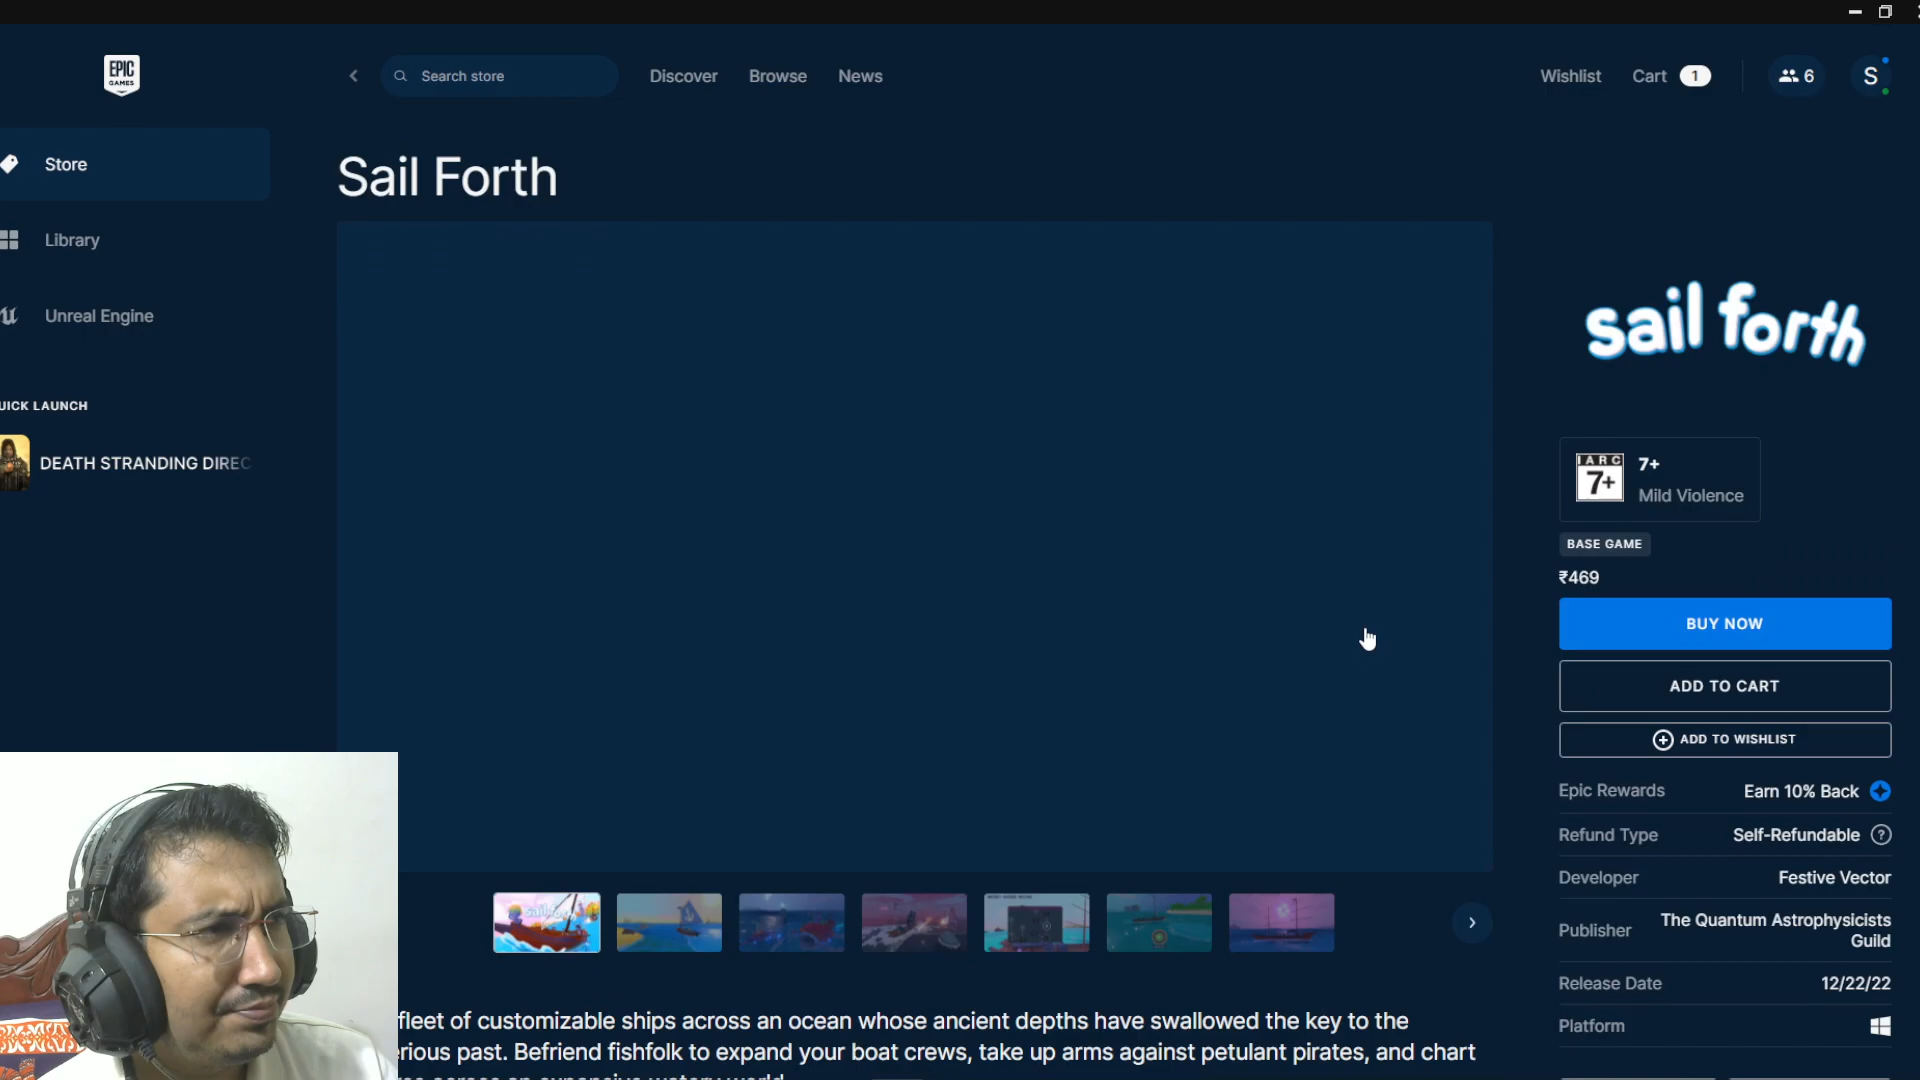 EPIC GAMES
Search store
Discover
Browse
News
Wishlist
Cart 1
6
S
Store
Library
Unreal Engine
UICK LAUNCH
DEATH STRANDING DIREC
Sail Forth
sail forth
IARC
7+
7+
Mild Violence
BASE GAME
₹469
BUY NOW
ADD TO CART
ADD TO WISHLIST
Epic Rewards Earn 10% Back
Refund Type Self-Refundable ?
Developer Festive Vector
Publisher The Quantum Astrophysicists
Guild
Release Date 12/22/22
Platform
fleet of customizable ships across an ocean whose ancient depths have swallowed the key to the
erious past. Befriend fishfolk to expand your boat crews, take up arms against petulant pirates, and chart